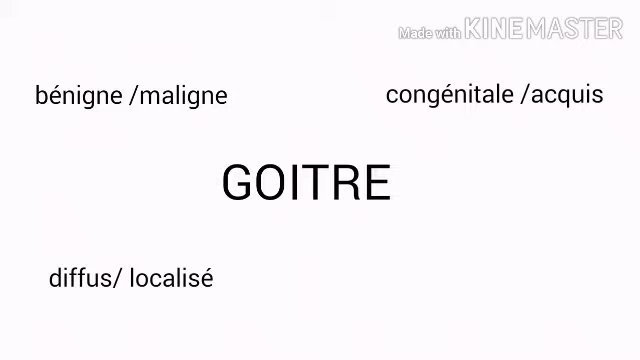 Made with KINEMASTER
bénigne /maligne
congénitale /acquis
GOITRE
diffus/ localisé